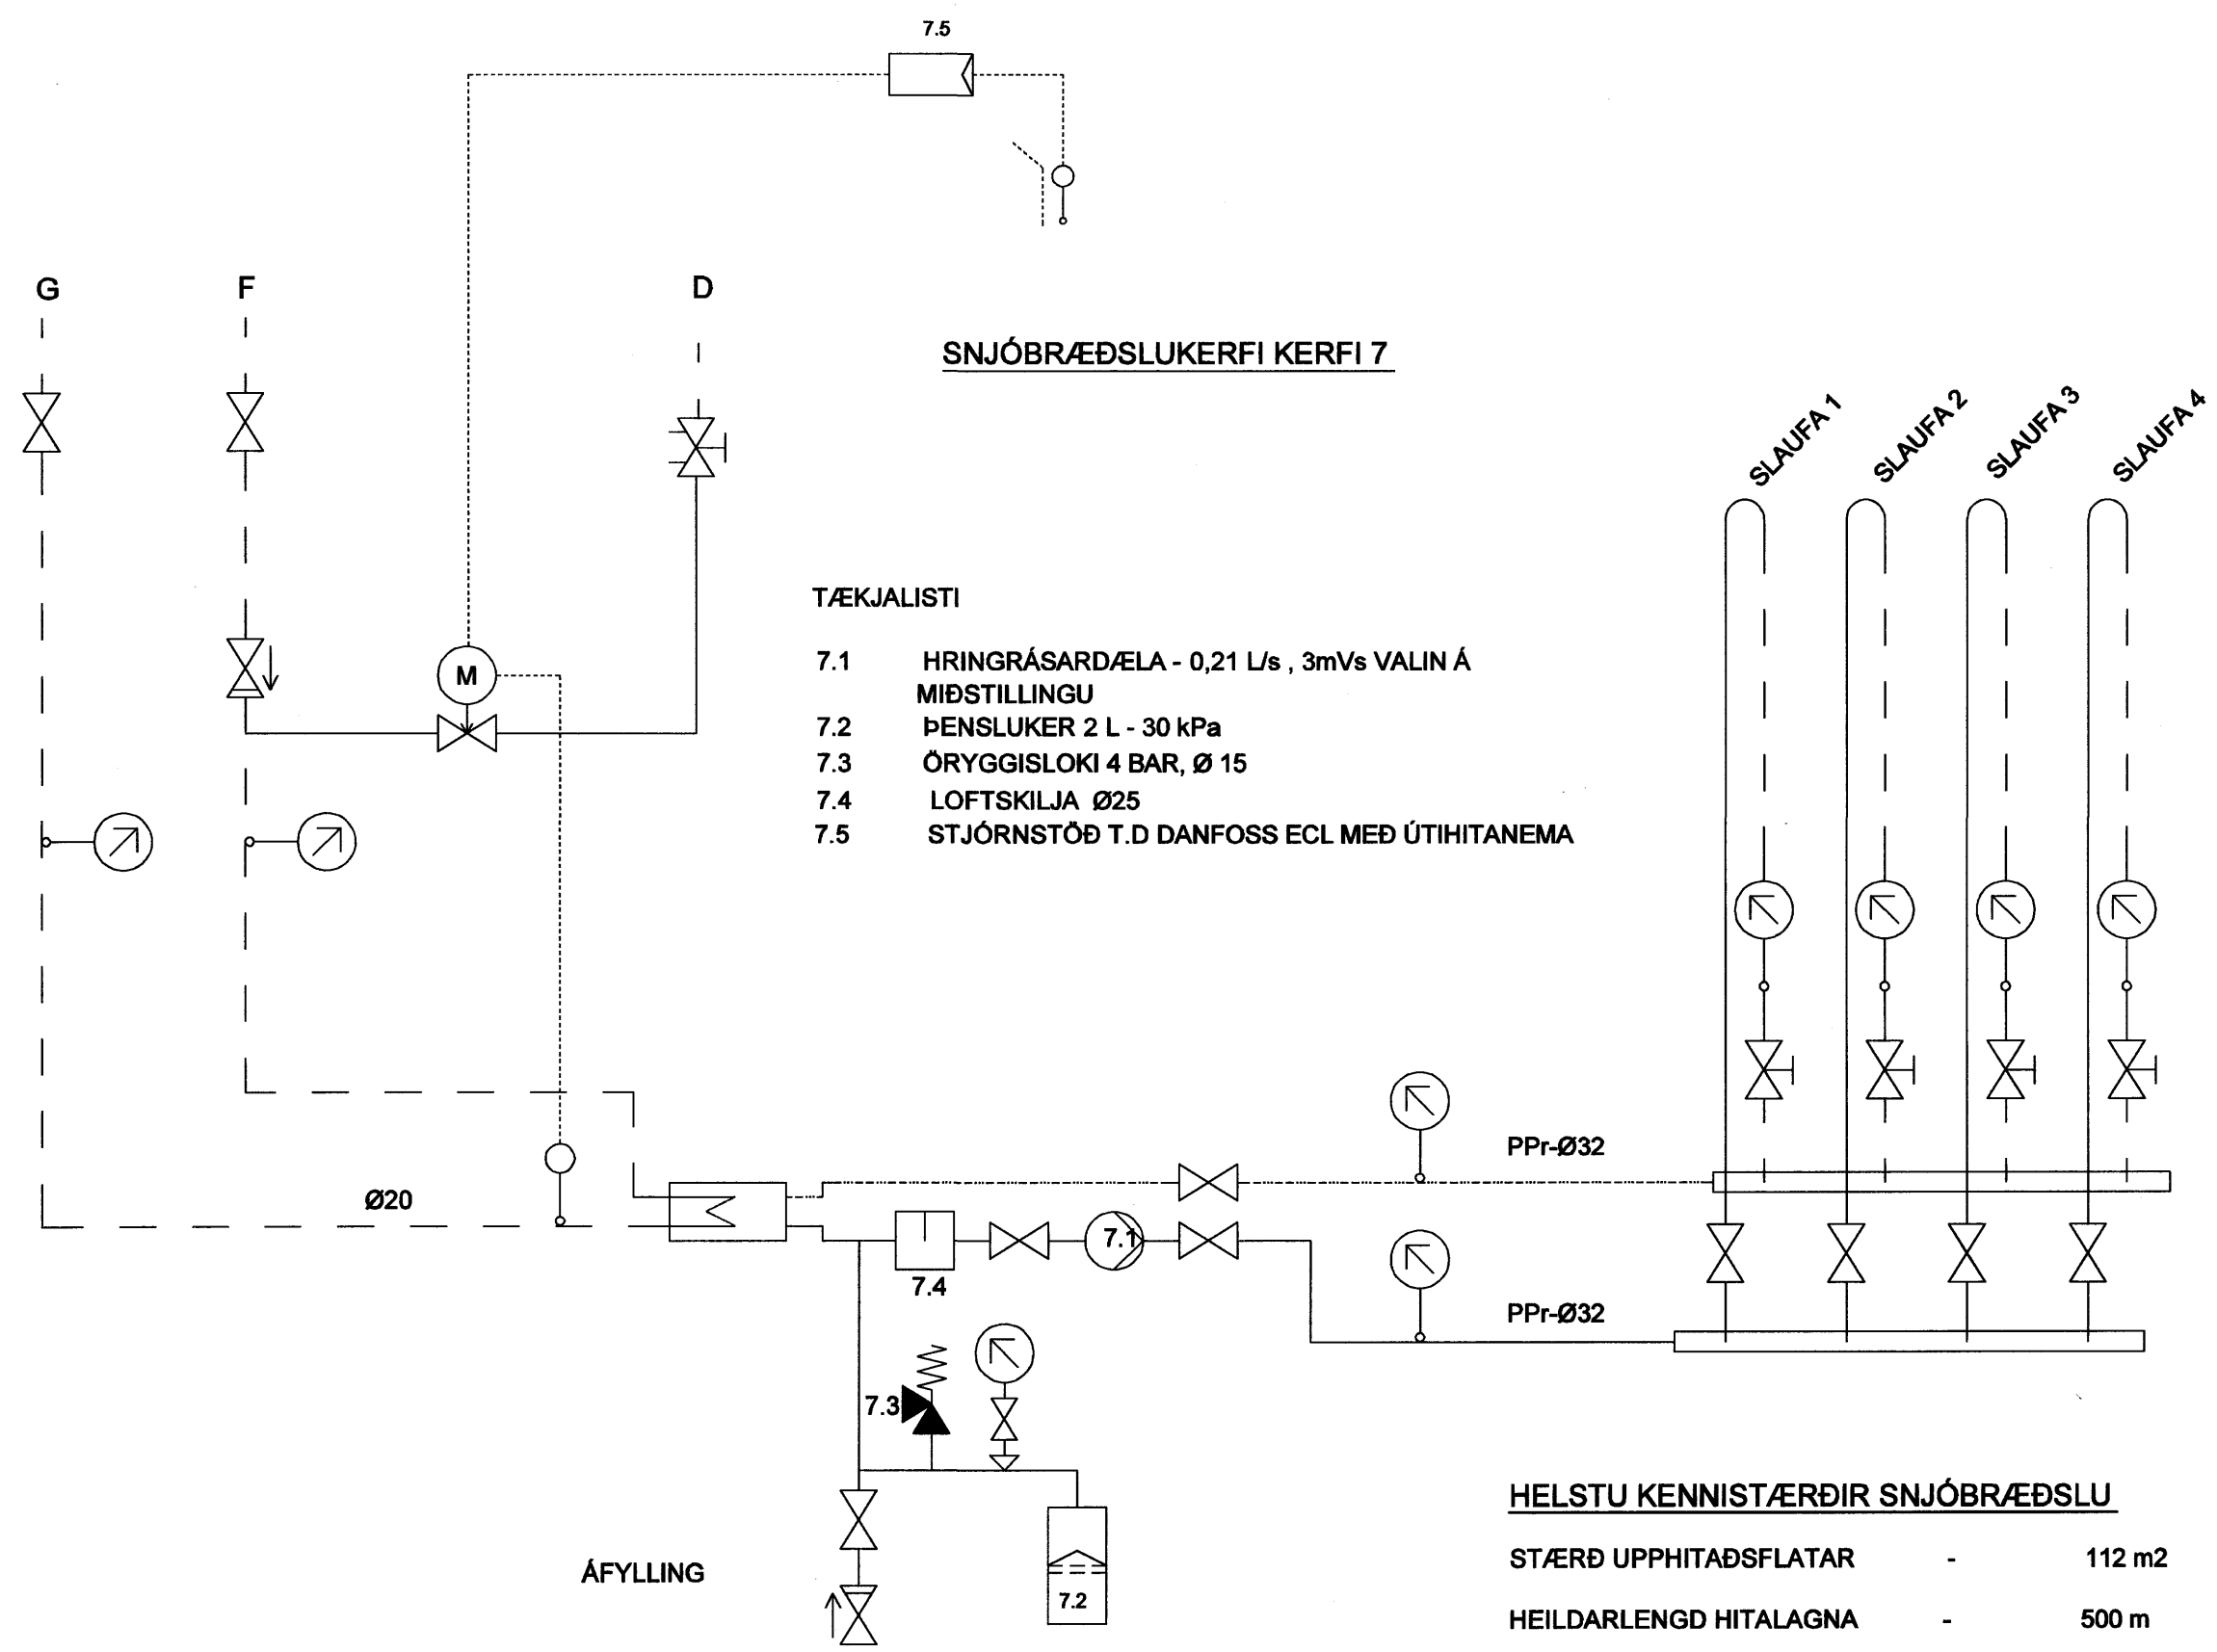 7.5
G
F
D
SNJÓBRÆÐSLUKERFI KERFI 7
SLAUFA 1
SLAUFA 2
SLAUFA 3
SLAUFA 4
TÆKJALISTI
7.1 HRINGRÁSARDÆLA - 0,21 L/s , 3mVs VALIN Á
MIÐSTILLINGU
7.2 ÞENSLUKER 2 L - 30 kPa
7.3 ÖRYGGISLOKI 4 BAR, Ø 15
7.4 LOFTSKILJA Ø25
7.5 STJÓRNSTÖÐ T.D DANFOSS ECL MEÐ ÚTIHITANEMA
M
PPr-Ø32
Ø20
7.1
7.4
PPr-Ø32
7.3
7.2
ÁFYLLING
HELSTU KENNISTÆRÐIR SNJÓBRÆÐSLU
STÆRÐ UPPHITAÐSFLATAR - 112 m2
HEILDARLENGD HITALAGNA - 500 m